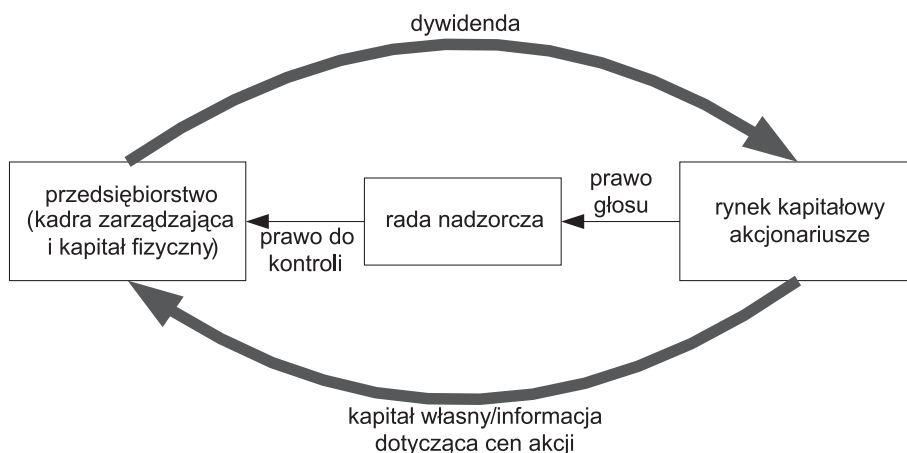 dywidenda
przedsiębiorstwo
(kadra zarządzająca
i kapitał fizyczny)
prawo do
kontroli
rada nadzorcza
prawo
głosu
rynek kapitałowy
akcjonariusze
kapitał własny/informacja
dotycząca cen akcji